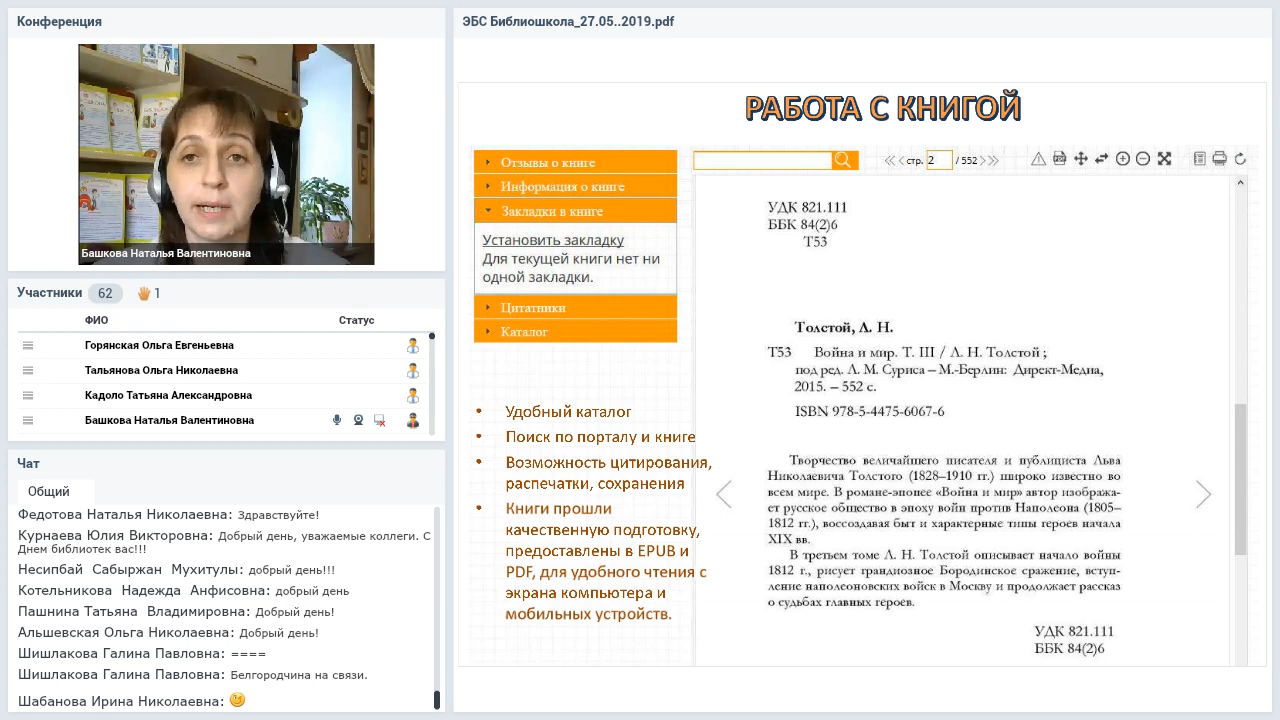 Конференция
Башкова Наталья Валентиновна
Участники 62 1
ФИО Статус
Горянская Ольга Евгеньевна
Тальянова Ольга Николаевна
Кадоло Татьяна Александровна
Башкова Наталья Валентиновна
Чат
Общий
Федотова Наталья Николаевна: Здравствуйте!
Курнаева Юлия Викторовна: Добрый день, уважаемые коллеги. С
Днем библиотек вас!!!
Несипбай Сабыржан Мухитулы: добрый день!!!
Котельникова Надежда Анфисовна: добрый день
Пашнина Татьяна Владимировна: Добрый день!
Альшевская Ольга Николаевна: Добрый день!
Шишлакова Галина Павловна: ====
Шишлакова Галина Павловна: Белгородчина на связи.
Шабанова Ирина Николаевна:
ЭБС Библиошкола_27.05..2019.pdf
РАБОТА С КНИГОЙ
Отзывы о книге
Информация о книге
Закладки в книге
Установить закладку
Для текущей книги нет ни
одной закладки.
Цитатники
Каталог
• Удобный каталог
• Поиск по порталу и книге
• Возможность цитирования,
распечатки, сохранения
• Книги прошли
качественную подготовку,
предоставлены в EPUB и
PDF, для удобного чтения с
экрана компьютера и
мобильных устройств.
стр. 2 / 552
УДК 821.111
ББК 84(2)6
Т53
Толстой, Л. Н.
Т53 Война и мир. Т. III / Л. Н. Толстой ;
под ред. Л. М. Суриса – М.-Берлин: Директ-Медиа,
2015. – 552 с.
ISBN 978-5-4475-6067-6
Творчество величайшего писателя и публициста Льва
Николаевича Толстого (1828–1910 гг.) широко известно во
всем мире. В романе-эпопее «Война и мир» автор изобража-
ет русское общество в эпоху войн против Наполеона (1805–
1812 гг.), воссоздавая быт и характерные типы героев начала
XIX вв.
В третьем томе Л. Н. Толстой описывает начало войны
1812 г., рисует грандиозное Бородинское сражение, вступ-
ление наполеоновских войск в Москву и продолжает рассказ
о судьбах главных героев.
УДК 821.111
ББК 84(2)6